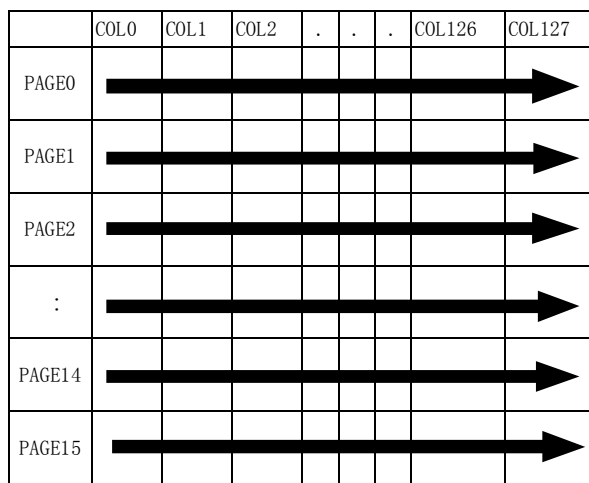 COL0 COL1 COL2 . . . COL126 COL127
PAGE0
PAGE1
PAGE2
:
PAGE14
PAGE15